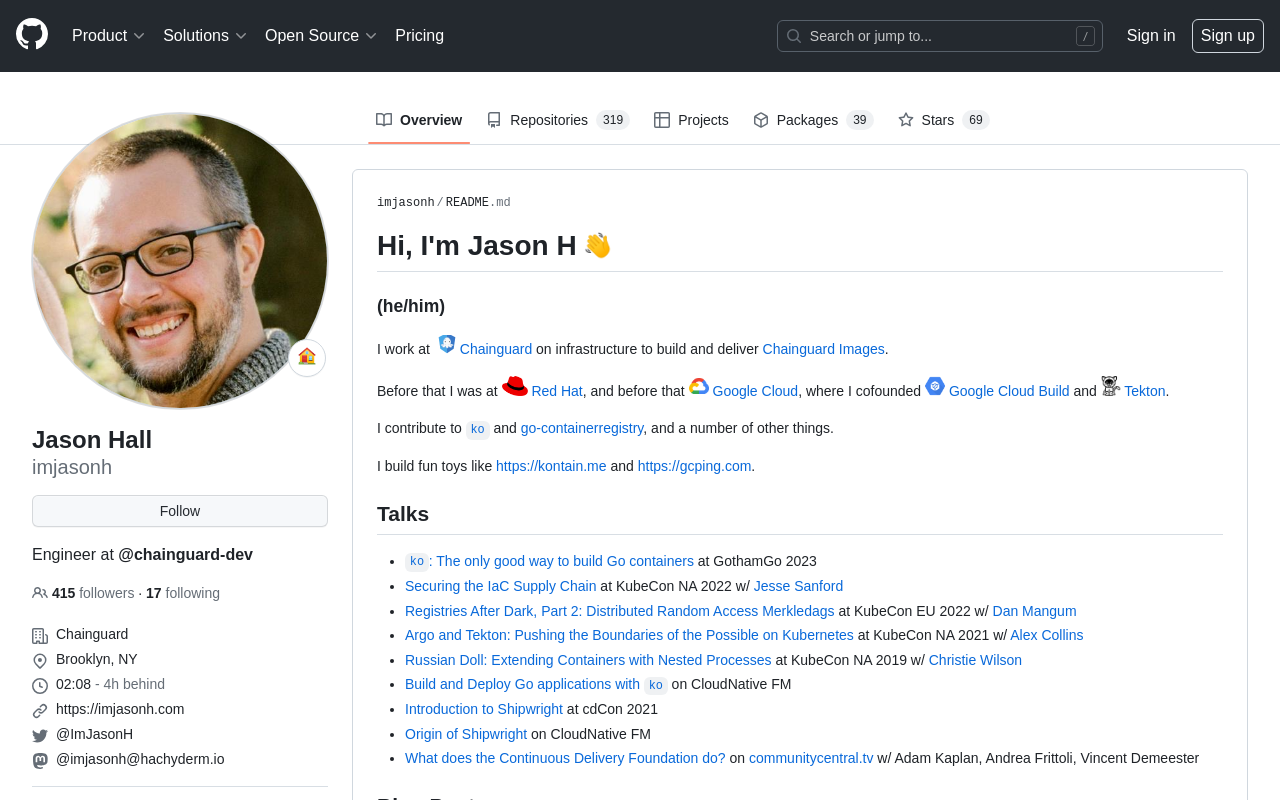 Product Solutions Open Source Pricing Search or jump to... / Sign in Sign up
Overview Repositories 319 Projects Packages 39 Stars 69
Jason Hall
imjasonh
Follow
Engineer at @chainguard-dev
415 followers · 17 following
Chainguard
Brooklyn, NY
02:08 - 4h behind
https://imjasonh.com
@ImJasonH
@imjasonh@hachyderm.io
imjasonh/README.md
Hi, I'm Jason H 👋
(he/him)
I work at Chainguard on infrastructure to build and deliver Chainguard Images.
Before that I was at Red Hat, and before that Google Cloud, where I cofounded Google Cloud Build and Tekton.
I contribute to ko and go-containerregistry, and a number of other things.
I build fun toys like https://kontain.me and https://gcping.com.
Talks
• ko: The only good way to build Go containers at GothamGo 2023
• Securing the IaC Supply Chain at KubeCon NA 2022 w/ Jesse Sanford
• Registries After Dark, Part 2: Distributed Random Access Merkledags at KubeCon EU 2022 w/ Dan Mangum
• Argo and Tekton: Pushing the Boundaries of the Possible on Kubernetes at KubeCon NA 2021 w/ Alex Collins
• Russian Doll: Extending Containers with Nested Processes at KubeCon NA 2019 w/ Christie Wilson
• Build and Deploy Go applications with ko on CloudNative FM
• Introduction to Shipwright at cdCon 2021
• Origin of Shipwright on CloudNative FM
• What does the Continuous Delivery Foundation do? on communitycentral.tv w/ Adam Kaplan, Andrea Frittoli, Vincent Demeester